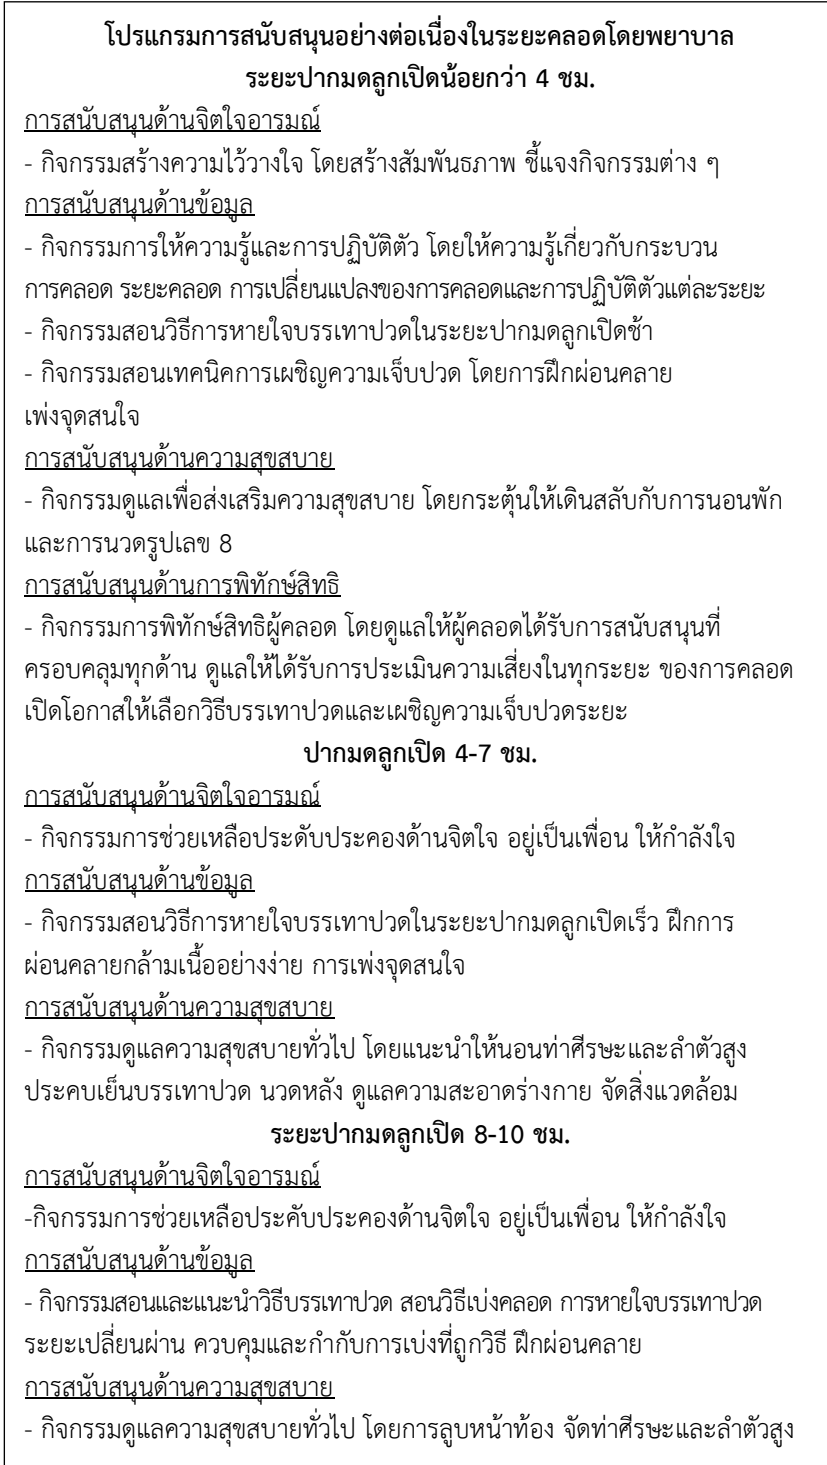 โปรแกรมการสนับสนุนอย่างต่อเนื่องในระยะคลอดโดยพยาบาล
ระยะปากมดลูกเปิดน้อยกว่า 4 ซม.
การสนับสนุนด้านจิตใจอารมณ์
- กิจกรรมสร้างความไว้วางใจ โดยสร้างสัมพันธภาพ ชี้แจงกิจกรรมต่าง ๆ
การสนับสนุนด้านข้อมูล
- กิจกรรมการให้ความรู้และการปฏิบัติตัว โดยให้ความรู้เกี่ยวกับกระบวน
การคลอด ระยะคลอด การเปลี่ยนแปลงของการคลอดและการปฏิบัติตัวแต่ละระยะ
- กิจกรรมสอนวิธีการหายใจบรรเทาปวดในระยะปากมดลูกเปิดช้า
- กิจกรรมสอนเทคนิคการเผชิญความเจ็บปวด โดยการฝึกผ่อนคลาย
เพ่งจุดสนใจ
การสนับสนุนด้านความสุขสบาย
- กิจกรรมดูแลเพื่อส่งเสริมความสุขสบาย โดยกระตุ้นให้เดินสลับกับการนอนพัก
และการนวดรูปเลข 8
การสนับสนุนด้านการพิทักษ์สิทธิ
- กิจกรรมการพิทักษ์สิทธิผู้คลอด โดยดูแลให้ผู้คลอดได้รับการสนับสนุนที่
ครอบคลุมทุกด้าน ดูแลให้ได้รับการประเมินความเสี่ยงในทุกระยะ ของการคลอด
เปิดโอกาสให้เลือกวิธีบรรเทาปวดและเผชิญความเจ็บปวดระยะ
ปากมดลูกเปิด 4-7 ซม.
การสนับสนุนด้านจิตใจอารมณ์
- กิจกรรมการช่วยเหลือประดับประคองด้านจิตใจ อยู่เป็นเพื่อน ให้กำลังใจ
การสนับสนุนด้านข้อมูล
- กิจกรรมสอนวิธีการหายใจบรรเทาปวดในระยะปากมดลูกเปิดเร็ว ฝึกการ
ผ่อนคลายกล้ามเนื้ออย่างง่าย การเพ่งจุดสนใจ
การสนับสนุนด้านความสุขสบาย
- กิจกรรมดูแลความสุขสบายทั่วไป โดยแนะนำให้นอนท่าศีรษะและลำตัวสูง
ประคบเย็นบรรเทาปวด นวดหลัง ดูแลความสะอาดร่างกาย จัดสิ่งแวดล้อม
ระยะปากมดลูกเปิด 8-10 ซม.
การสนับสนุนด้านจิตใจอารมณ์
-กิจกรรมการช่วยเหลือประคับประคองด้านจิตใจ อยู่เป็นเพื่อน ให้กำลังใจ
การสนับสนุนด้านข้อมูล
- กิจกรรมสอนและแนะนำวิธีบรรเทาปวด สอนวิธีเบ่งคลอด การหายใจบรรเทาปวด
ระยะเปลี่ยนผ่าน ควบคุมและกำกับการเบ่งที่ถูกวิธี ฝึกผ่อนคลาย
การสนับสนุนด้านความสุขสบาย
- กิจกรรมดูแลความสุขสบายทั่วไป โดยการลูบหน้าท้อง จัดท่าศีรษะและลำตัวสูง